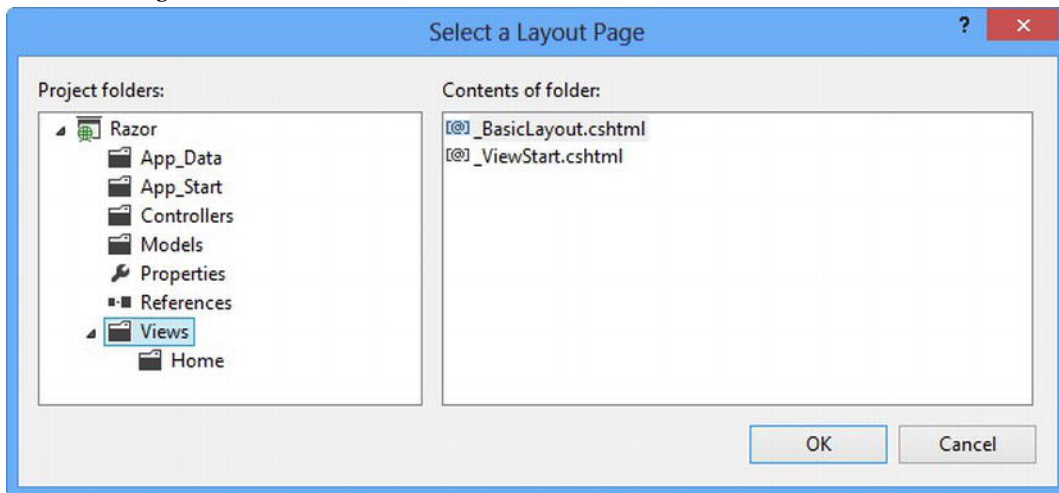 Select a Layout Page
?
Project folders:
Contents of folder:
Razor
App_Data
App_Start
Controllers
Models
Properties
References
Views
Home
[@] _BasicLayout.cshtml
[@] _ViewStart.cshtml
OK
Cancel